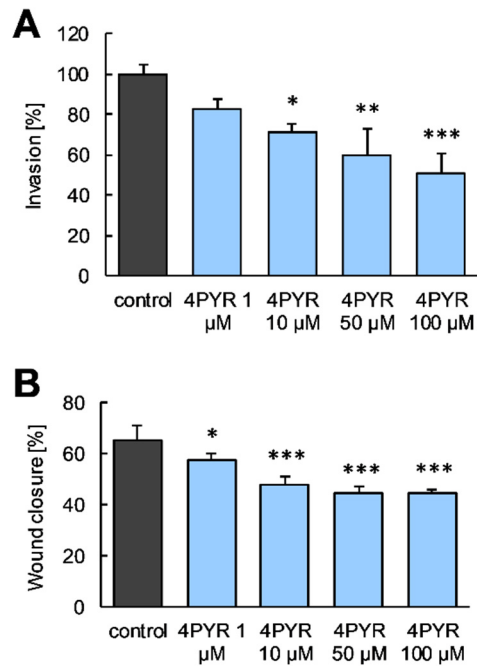 A
Invasion [%]
120
100
80
60
40
20
0
*
**
***
control
4PYR 1
µM
4PYR
10 µM
4PYR
50 µM
4PYR
100 µM
B
Wound closure [%]
80
60
40
20
0
*
***
***
***
control
4PYR 1
µM
4PYR
10 µM
4PYR
50 µM
4PYR
100 µM